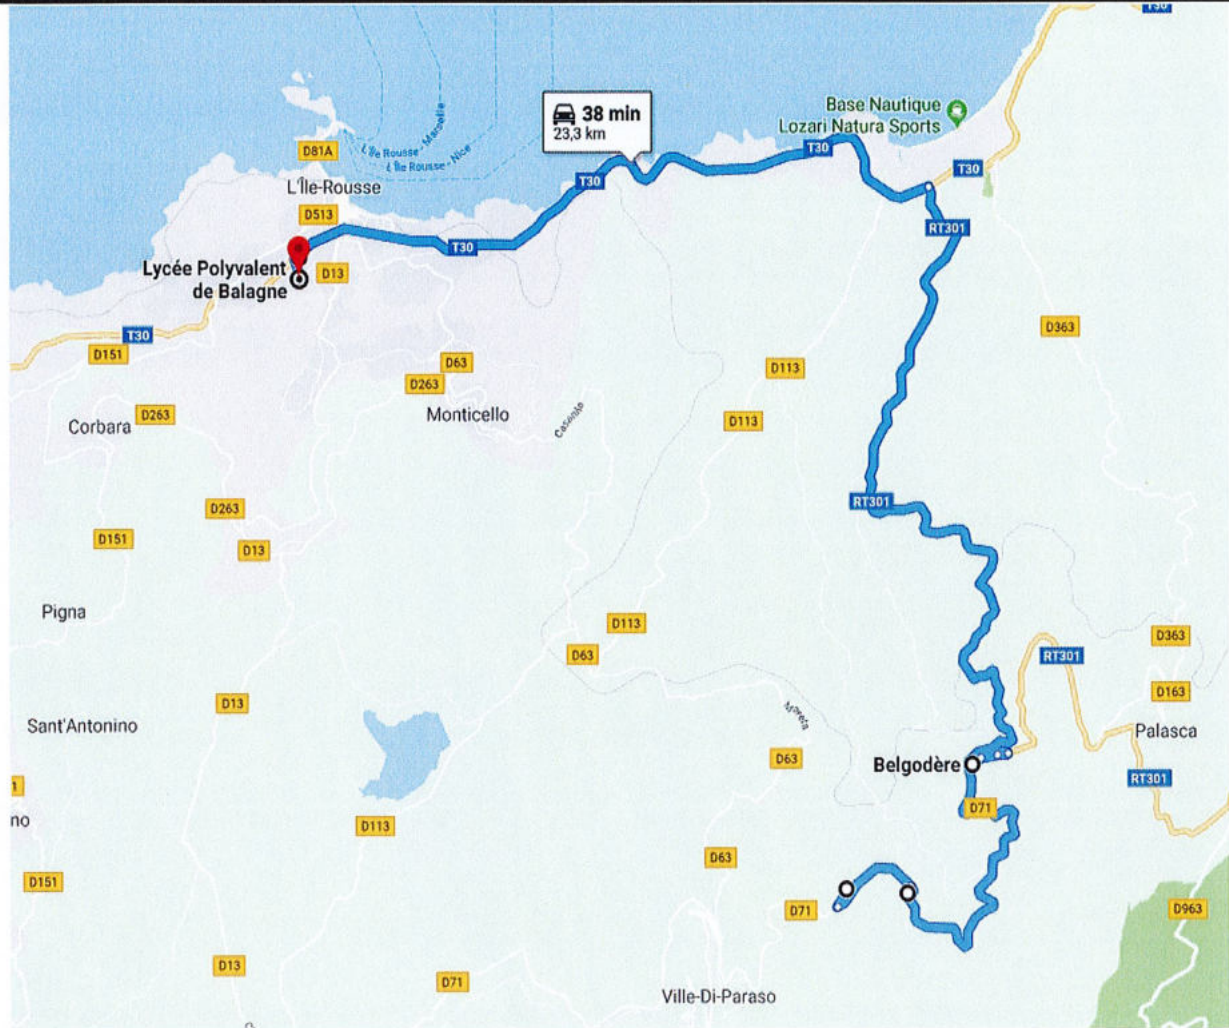 T30
Base Nautique
Lozari Natura Sports
38 min
23,3 km
L'Île Rousse - Marseille
L'Île Rousse - Nice
D81A
T30
T30
T30
L'Île-Rousse
D513
RT301
T30
Lycée Polyvalent
de Balagne
D13
T30
D151
D363
D63
D263
D113
Monticello
D263
Corbara
D113
RT301
D263
D151
D13
Pigna
D113
D363
D63
RT301
D163
D13
Sant'Antonino
Palasca
D63
Belgodère
RT301
1
D71
no
D113
D63
D151
D71
D963
D13
D71
Ville-Di-Paraso